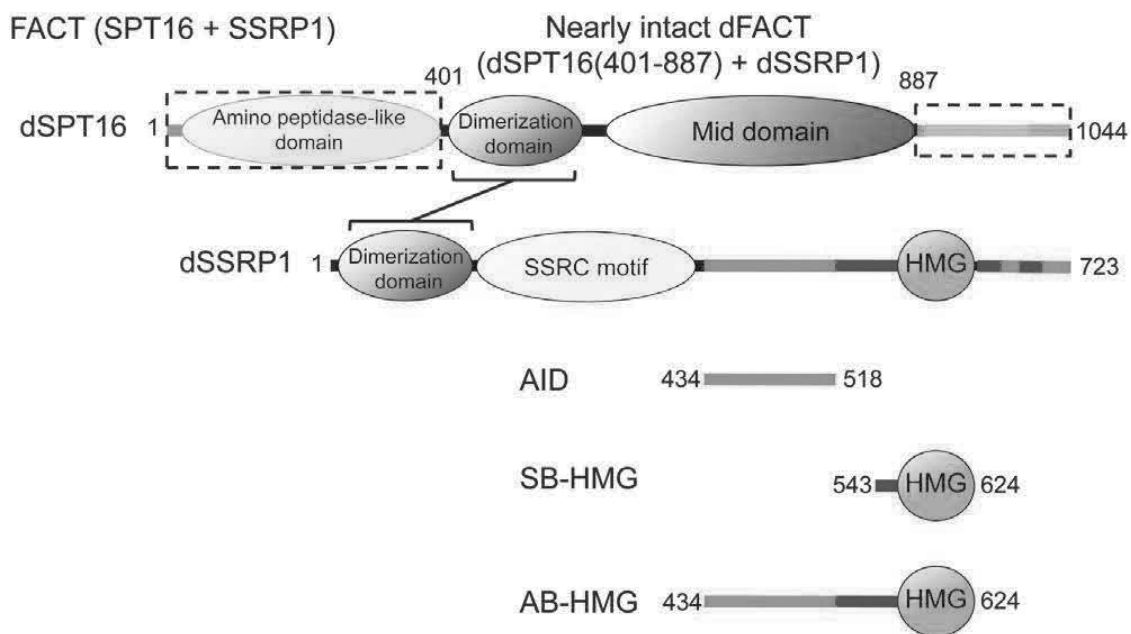 FACT (SPT16 + SSRP1)
Nearly intact dFACT
(dSPT16(401-887) + dSSRP1)
401
887
dSPT16
1
Amino peptidase-like
domain
Dimerization
domain
Mid domain
1044
dSSRP1
1
Dimerization
domain
SSRC motif
HMG
723
AID
434
518
SB-HMG
543
HMG
624
AB-HMG
434
HMG
624